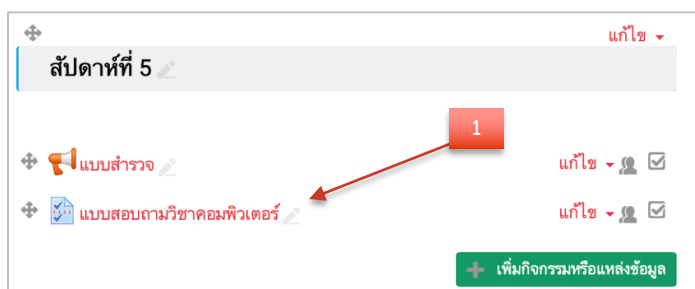 แก้ไข
สัปดาห์ที่ 5
1
แบบสำรวจ แก้ไข
แบบสอบถามวิชาคอมพิวเตอร์ แก้ไข
เพิ่มกิจกรรมหรือแหล่งข้อมูล